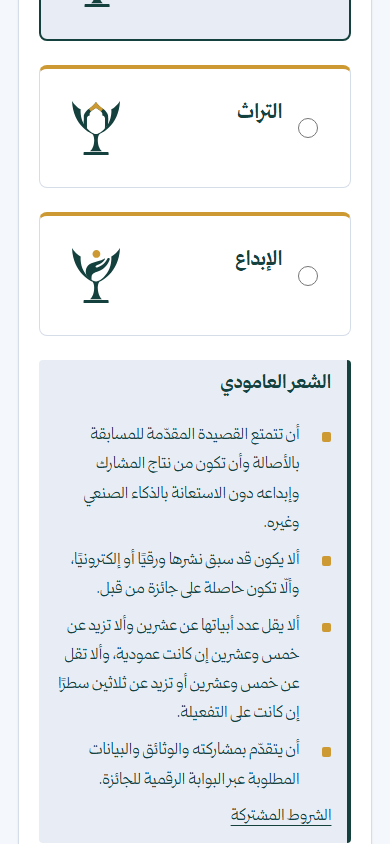 التراث
الإبداع
الشعر العامودي
أن تتمتع القصيدة المقدّمة للمسابقة
بالأصالة وأن تكون من نتاج المشارك
وإبداعه دون الاستعانة بالذكاء الصنعي
وغيره.
ألا يكون قد سبق نشرها ورقيًا أو إلكترونيًا،
وألّا تكون حاصلة على جائزة من قبل.
ألا يقل عدد أبياتها عن عشرين وألا تزيد عن
خمس وعشرين إن كانت عمودية، وألا تقل
عن خمس وعشرين أو تزيد عن ثلاثين سطرًا
إن كانت على التفعيلة.
أن يتقدّم بمشاركته والوثائق والبيانات
المطلوبة عبر البوابة الرقمية للجائزة.
الشروط المشتركة